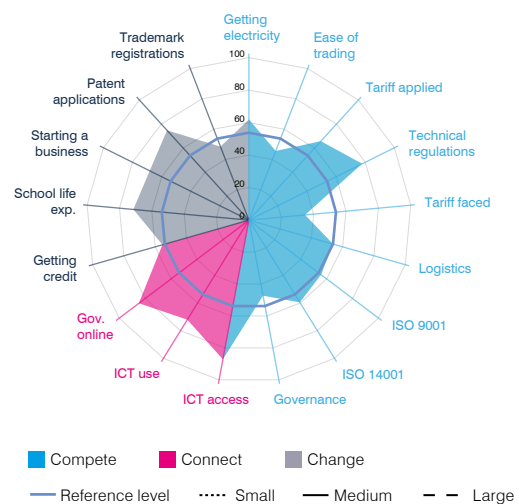 Getting
electricity
Ease of
trading
Tariff applied
Technical
regulations
Tariff faced
Logistics
ISO 9001
ISO 14001
Governance
ICT access
ICT use
Gov.
online
Getting
credit
School life
exp.
Starting a
business
Patent
applications
Trademark
registrations
100
80
60
40
20
0
Compete
Connect
Change
Reference level
Small
Medium
Large